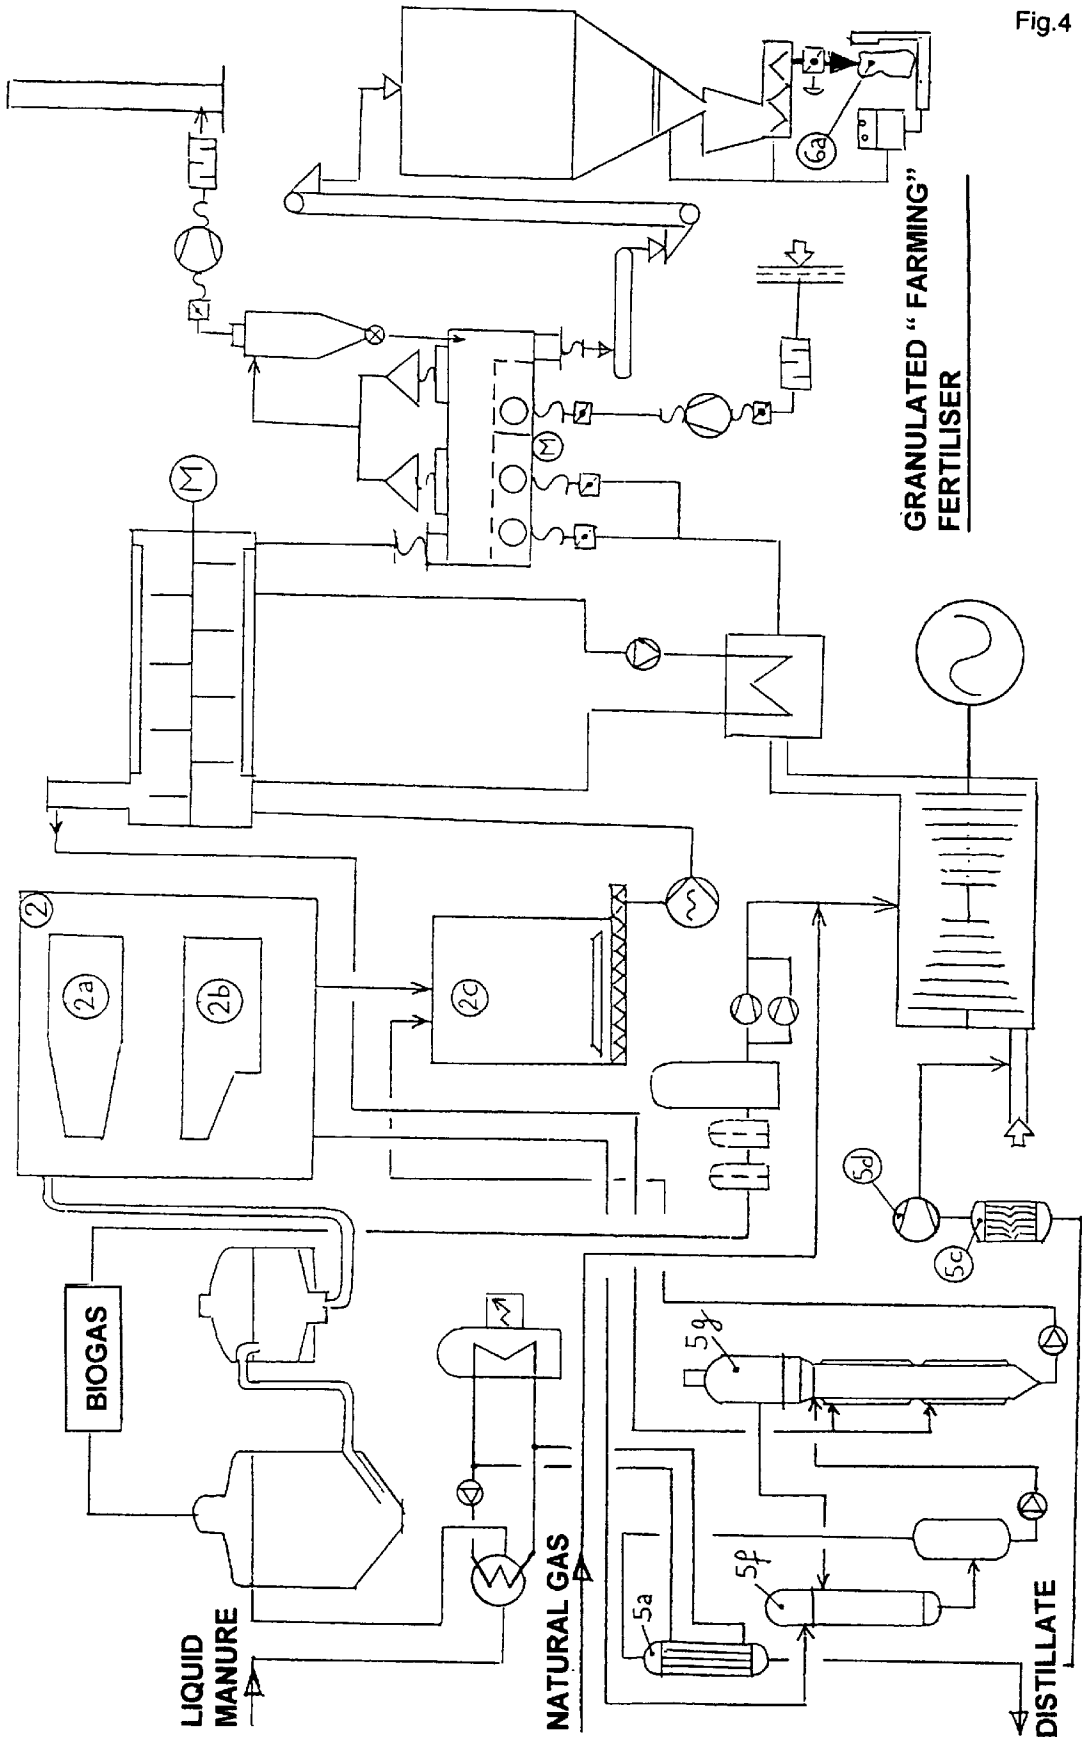 Fig.4
6a
GRANULATED “ FARMING”
FERTILISER
M
M
2
2a
2b
2c
BIOGAS
LIQUID
MANURE
NATURAL GAS
DISTILLATE
5a
5f
5g
5c
5d